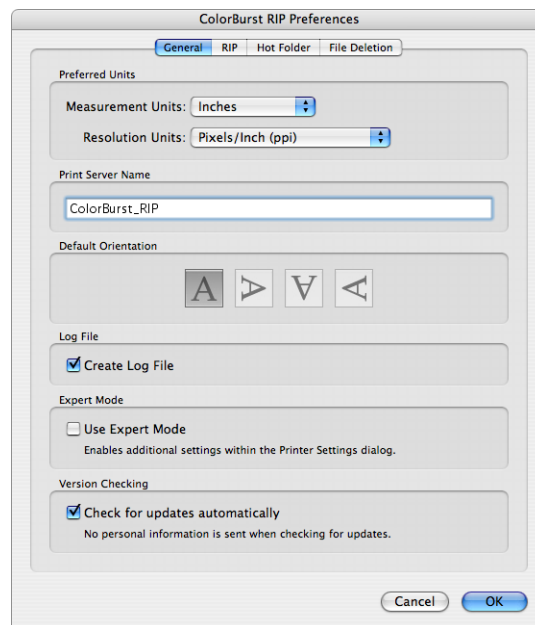 ColorBurst RIP Preferences
General RIP Hot Folder File Deletion
Preferred Units
Measurement Units: Inches
Resolution Units: Pixels/Inch (ppi)
Print Server Name
ColorBurst_RIP
Default Orientation
A A A A
Log File
Create Log File
Expert Mode
Use Expert Mode
Enables additional settings within the Printer Settings dialog.
Version Checking
Check for updates automatically
No personal information is sent when checking for updates.
Cancel OK